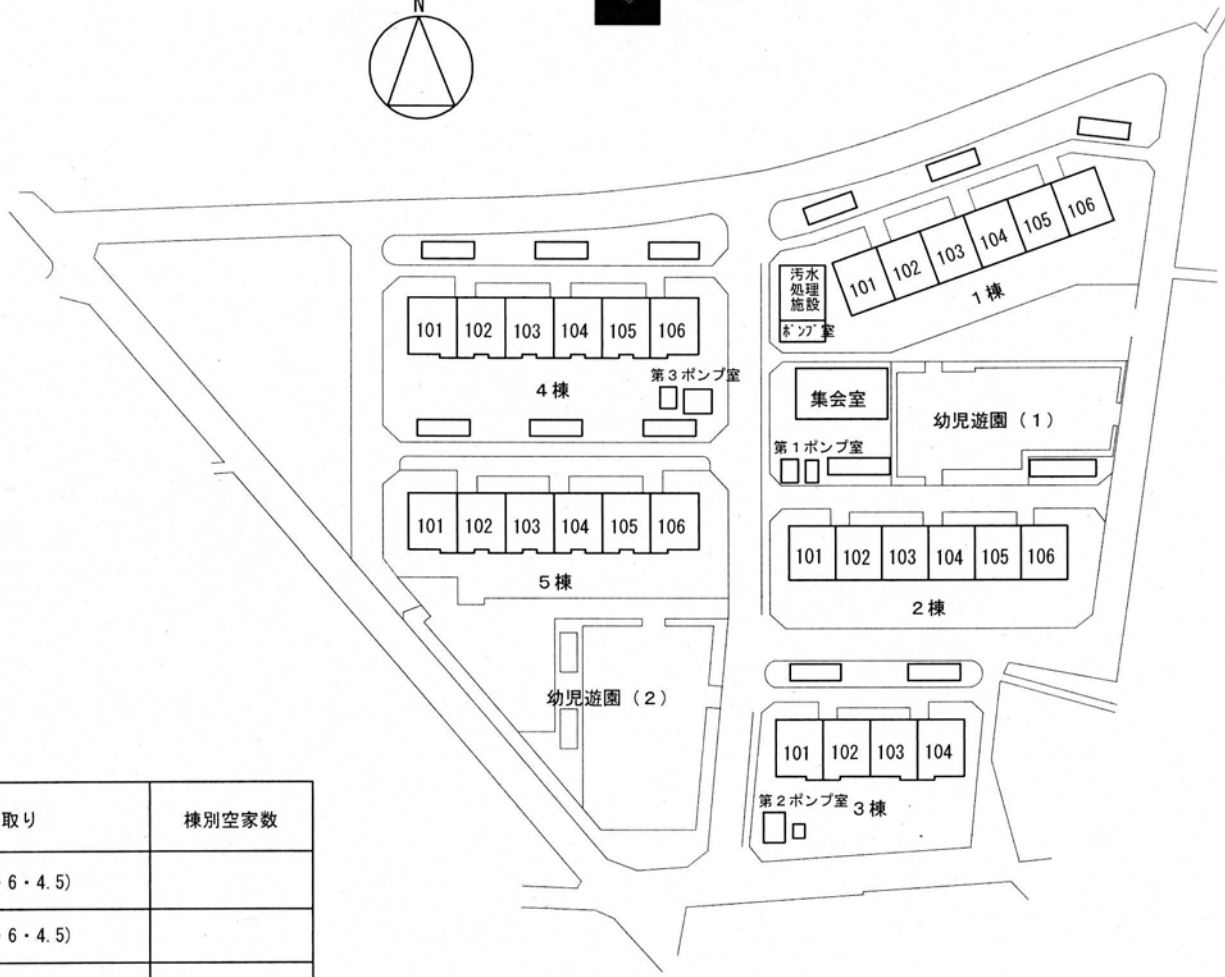 N
101 102 103 104 105 106
1棟
汚水
処理
施設
ポンプ室
101 102 103 104 105 106
4棟
第3ポンプ室
集会室
幼児遊園（1）
第1ポンプ室
101 102 103 104 105 106
5棟
101 102 103 104 105 106
2棟
幼児遊園（2）
101 102 103 104
第2ポンプ室
3棟
取り 棟別空家数
6・4.5)
6・4.5)